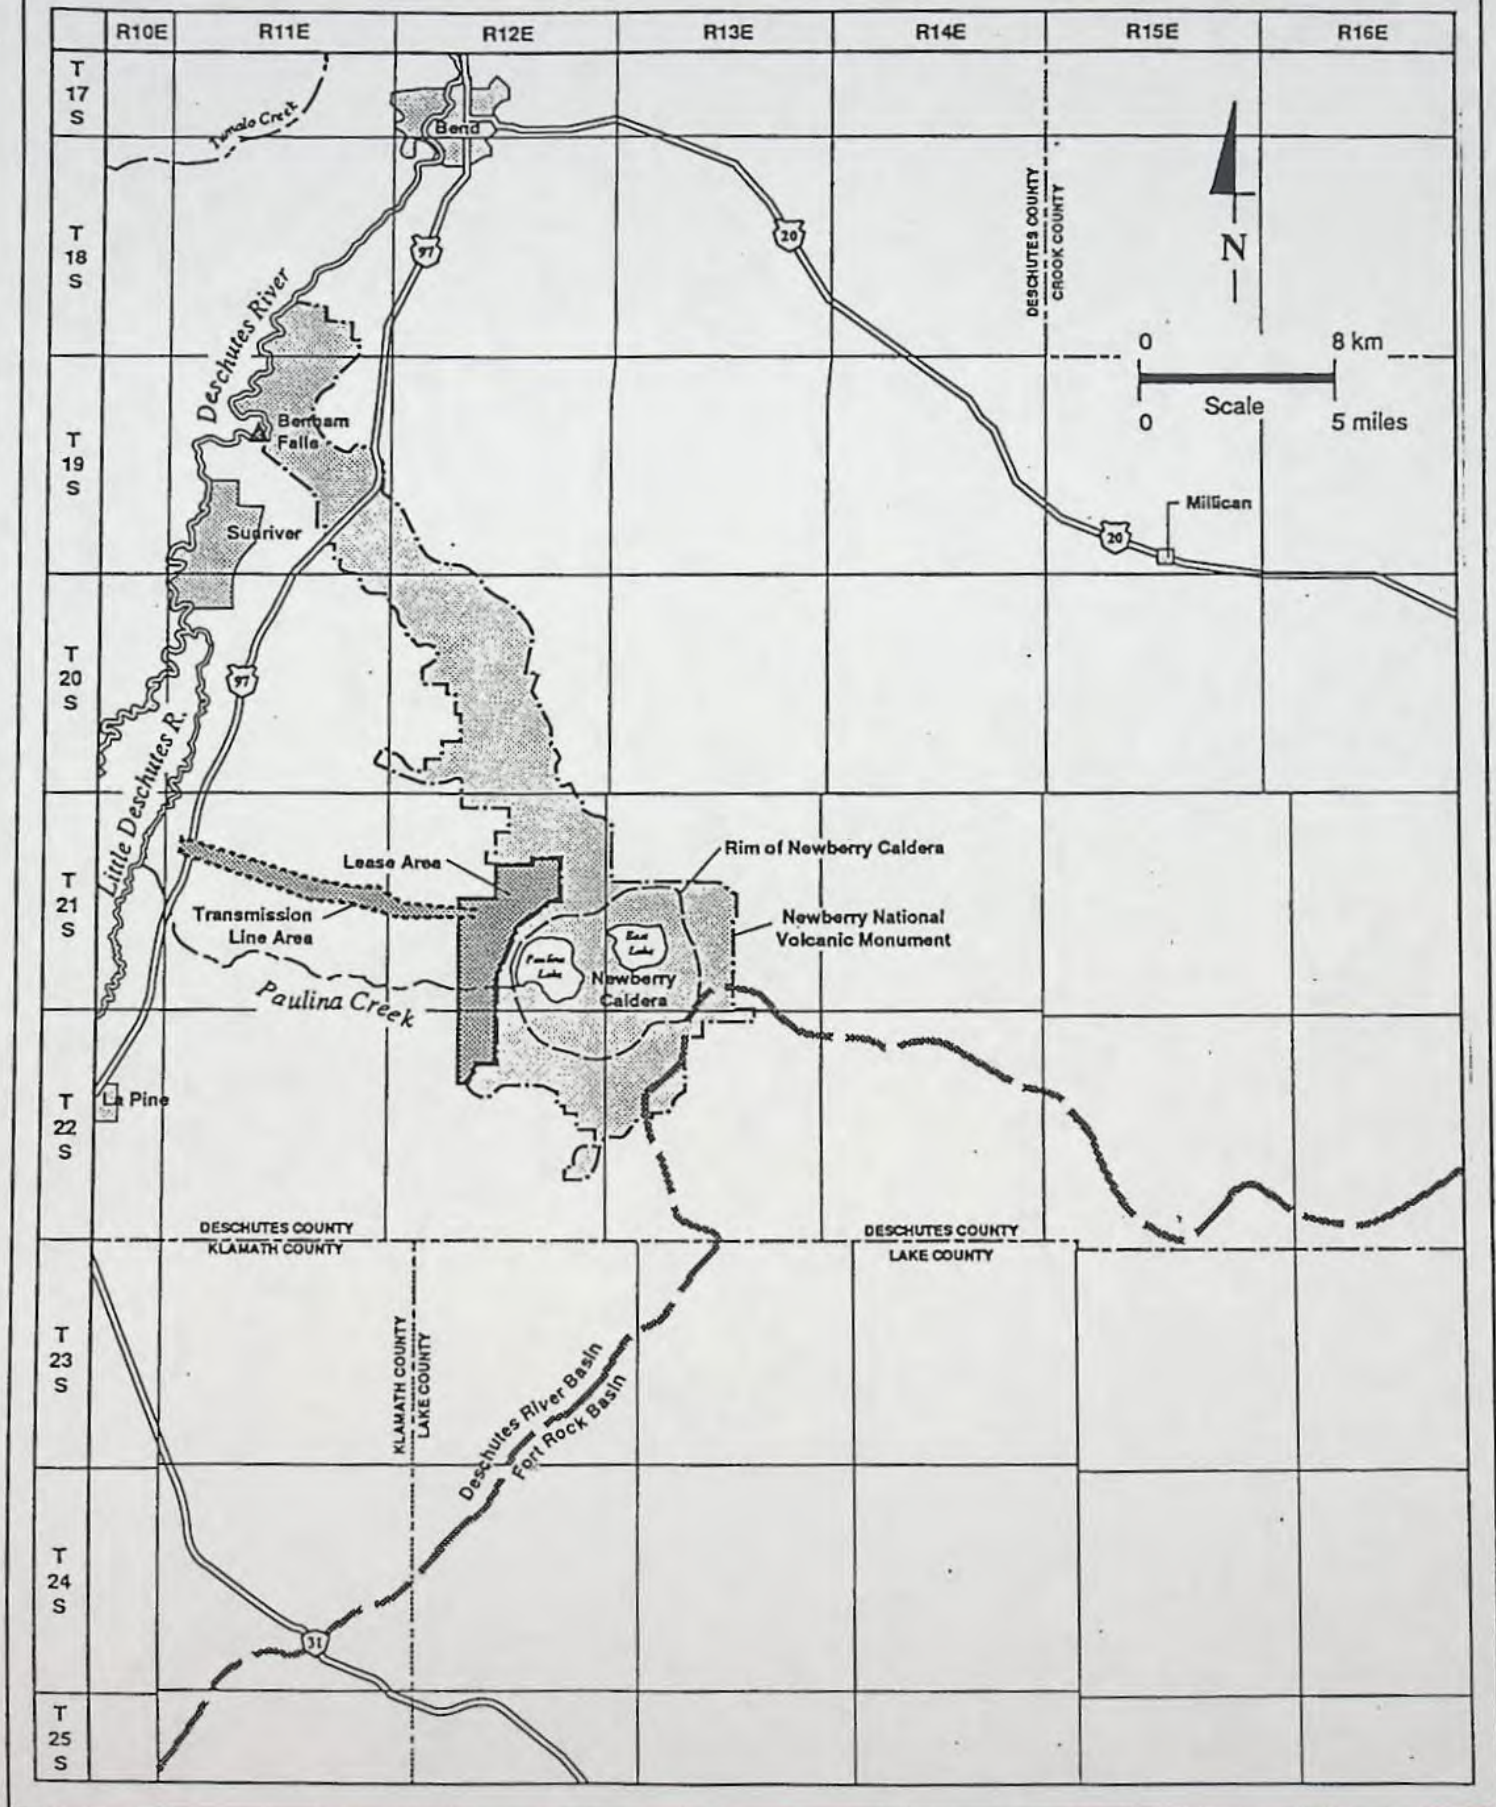 R10E R11E R12E R13E R14E R15E R16E
T
17
S
Tumalo Creek
Bend
T
18
S
97
20
DESCHUTES COUNTY
CROOK COUNTY
N
Deschutes River
0 8 km
Scale
0 5 miles
Benham
Falls
T
19
S
Millican
20
Sunriver
T
20
S
97
Little Deschutes R.
Rim of Newberry Caldera
Lease Area
T
21
S
Transmission
Line Area
Newberry National
Volcanic Monument
East
Lake
Paulina
Lake
Newberry
Caldera
Paulina Creek
La Pine
T
22
S
DESCHUTES COUNTY
KLAMATH COUNTY
DESCHUTES COUNTY
LAKE COUNTY
T
23
S
KLAMATH COUNTY
LAKE COUNTY
Deschutes River Basin
Fort Rock Basin
T
24
S
31
T
25
S